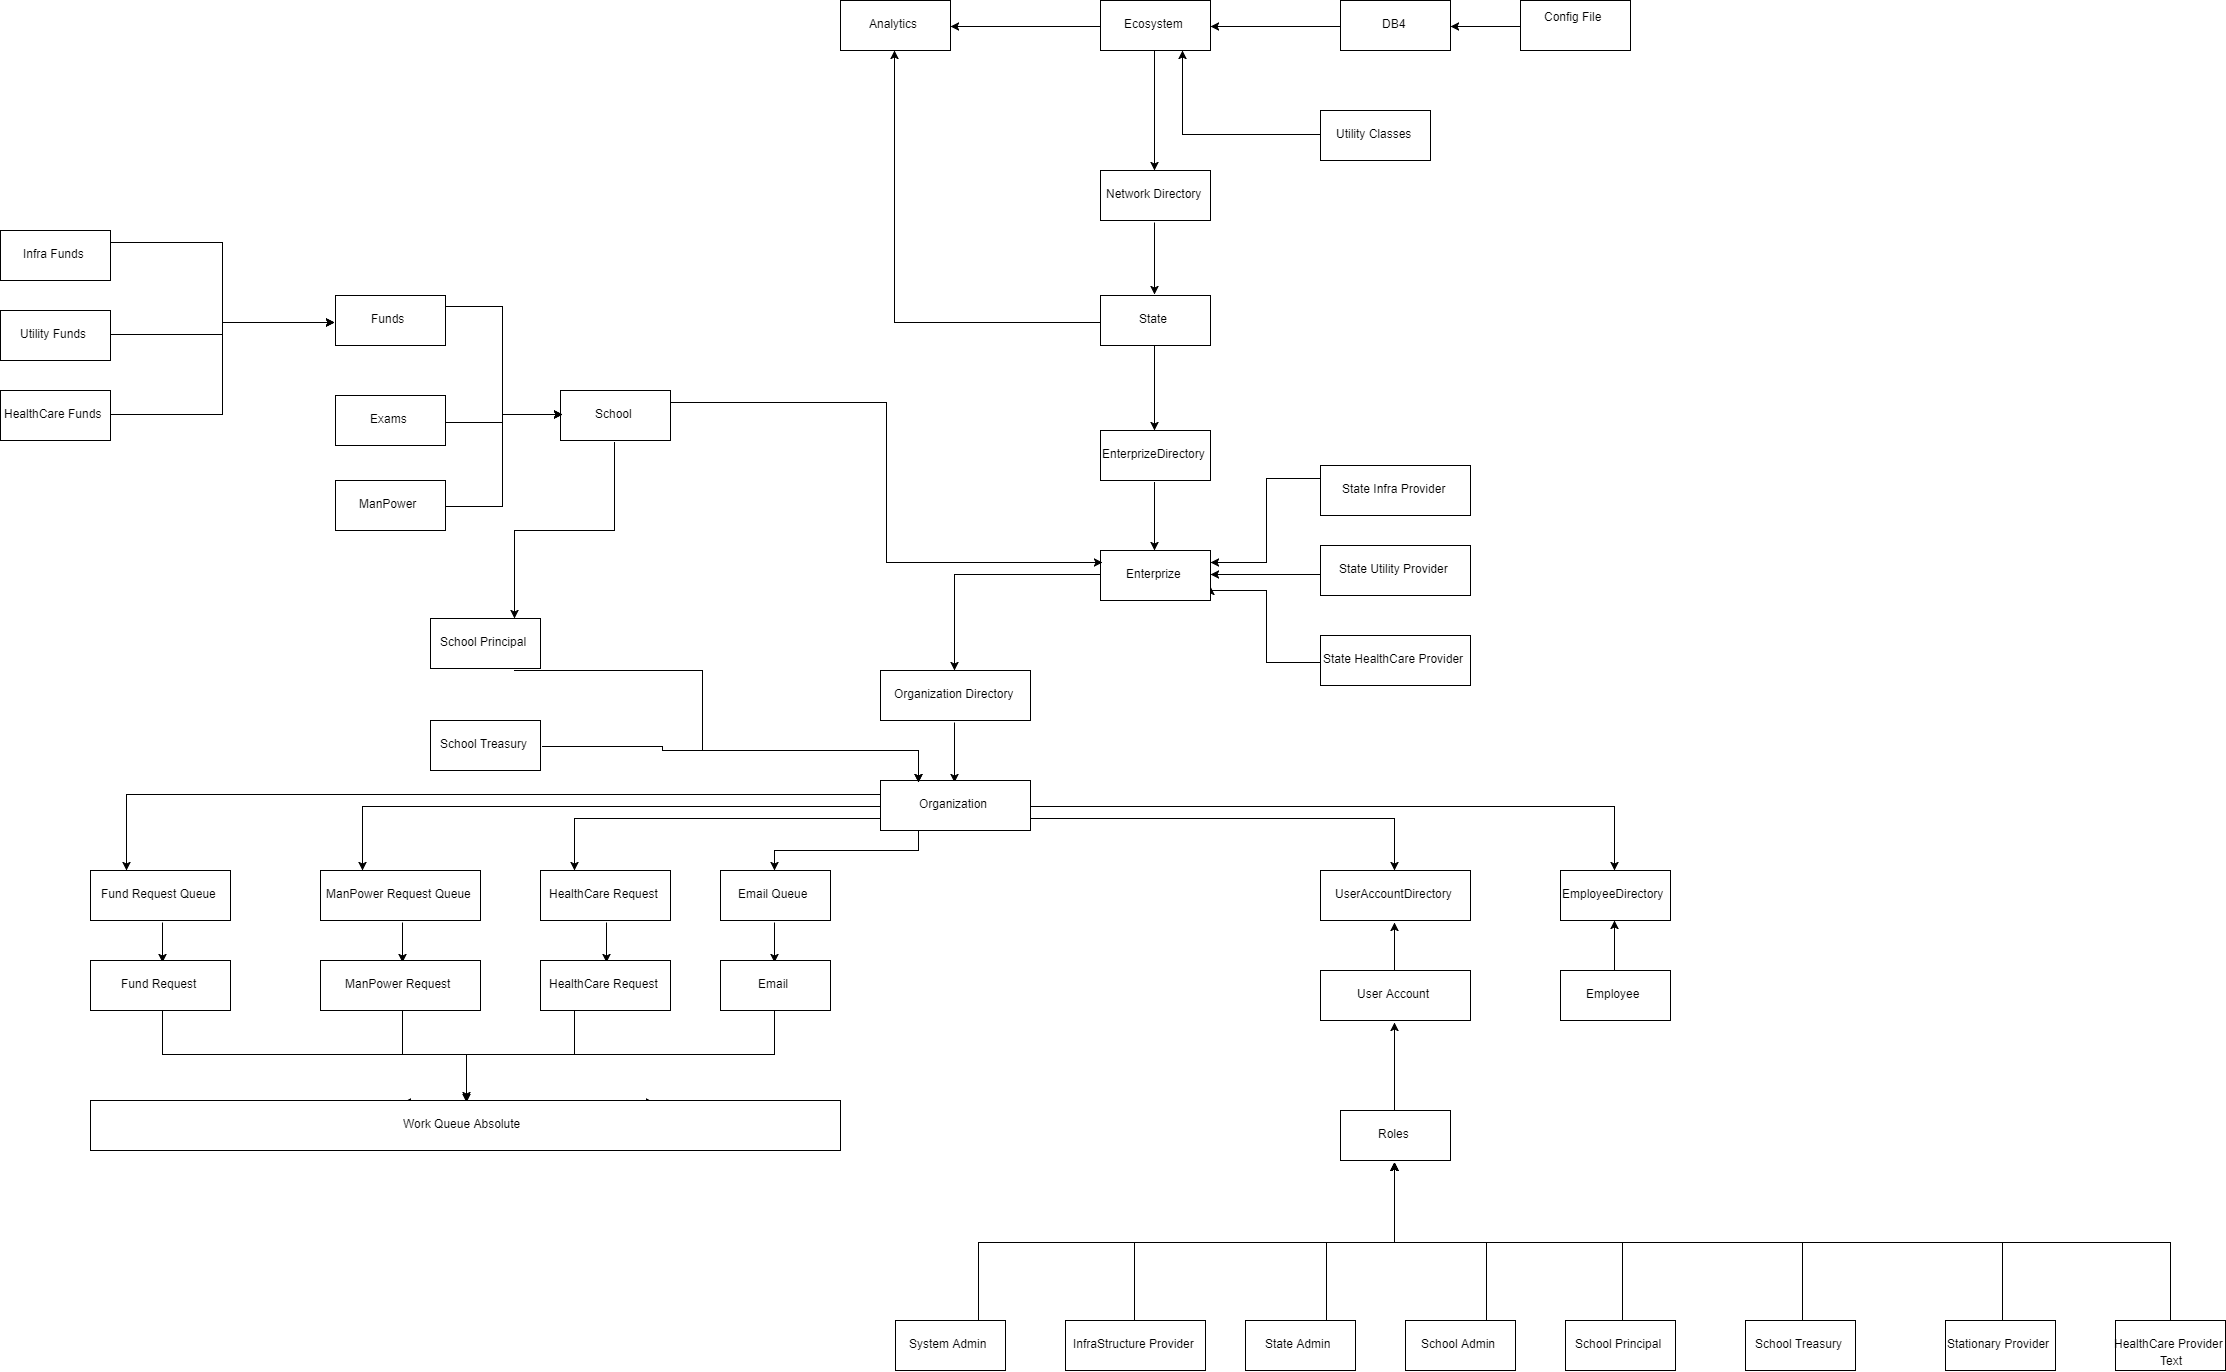 Analytics
Ecosystem
DB4
Config File
Utility Classes
Network Directory
Infra Funds
Funds
State
Utility Funds
HealthCare Funds
Exams
School
EnterprizeDirectory
ManPower
State Infra Provider
Enterprize
State Utility Provider
School Principal
State HealthCare Provider
Organization Directory
School Treasury
Organization
Fund Request Queue
ManPower Request Queue
HealthCare Request
Email Queue
UserAccountDirectory
EmployeeDirectory
Fund Request
ManPower Request
HealthCare Request
Email
User Account
Employee
Work Queue Absolute
Roles
System Admin
InfraStructure Provider
State Admin
School Admin
School Principal
School Treasury
Stationary Provider
HealthCare Provider
Text